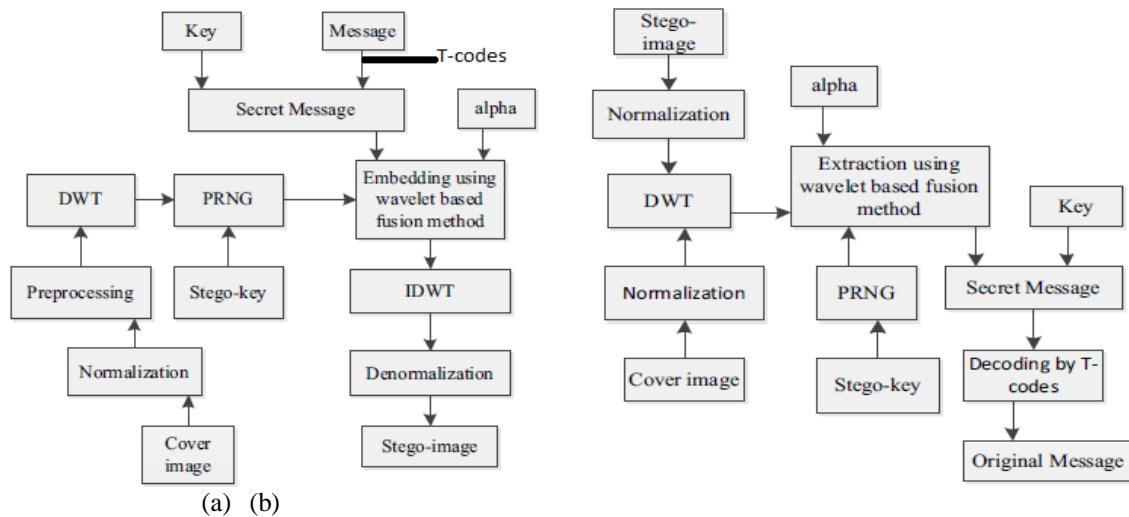 Key
Message
T-codes
Secret Message
alpha
DWT
PRNG
Embedding using
wavelet based
fusion method
Preprocessing
Stego-key
IDWT
Normalization
Denormalization
Cover
image
Stego-image
(a) (b)
Stego-
image
Normalization
alpha
DWT
Extraction using
wavelet based fusion
method
Key
Normalization
PRNG
Secret Message
Cover image
Stego-key
Decoding by T-
codes
Original Message